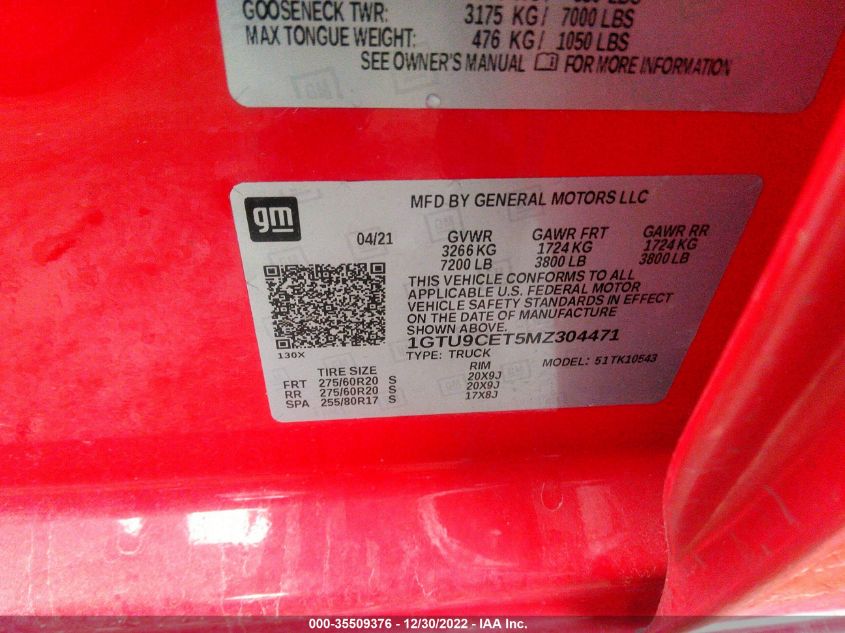 GOOSENECK TWR: 3175 KG/ 7000 LBS
MAX TONGUE WEIGHT: 476 KG/ 1050 LBS
SEE OWNER'S MANUAL FOR MORE INFORMATION
gm
MFD BY GENERAL MOTORS LLC
04/21 GVWR GAWR FRT GAWR RR
3266 KG 1724 KG 1724 KG
7200 LB 3800 LB 3800 LB
THIS VEHICLE CONFORMS TO ALL
APPLICABLE U.S. FEDERAL MOTOR
VEHICLE SAFETY STANDARDS IN EFFECT
ON THE DATE OF MANUFACTURE
SHOWN ABOVE.
1GTU9CET5MZ304471
130X
TYPE: TRUCK MODEL: 51TK10543
TIRE SIZE RIM
FRT 275/60R20 S 20X9J
RR 275/60R20 S 20X9J
SPA 255/80R17 S 17X8J
000-35509376 - 12/30/2022 - IAA Inc.